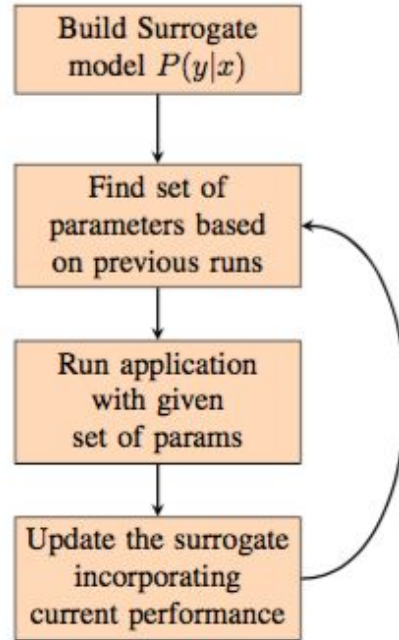 Build Surrogate
model P(y|x)
Find set of
parameters based
on previous runs
Run application
with given
set of params
Update the surrogate
incorporating
current performance